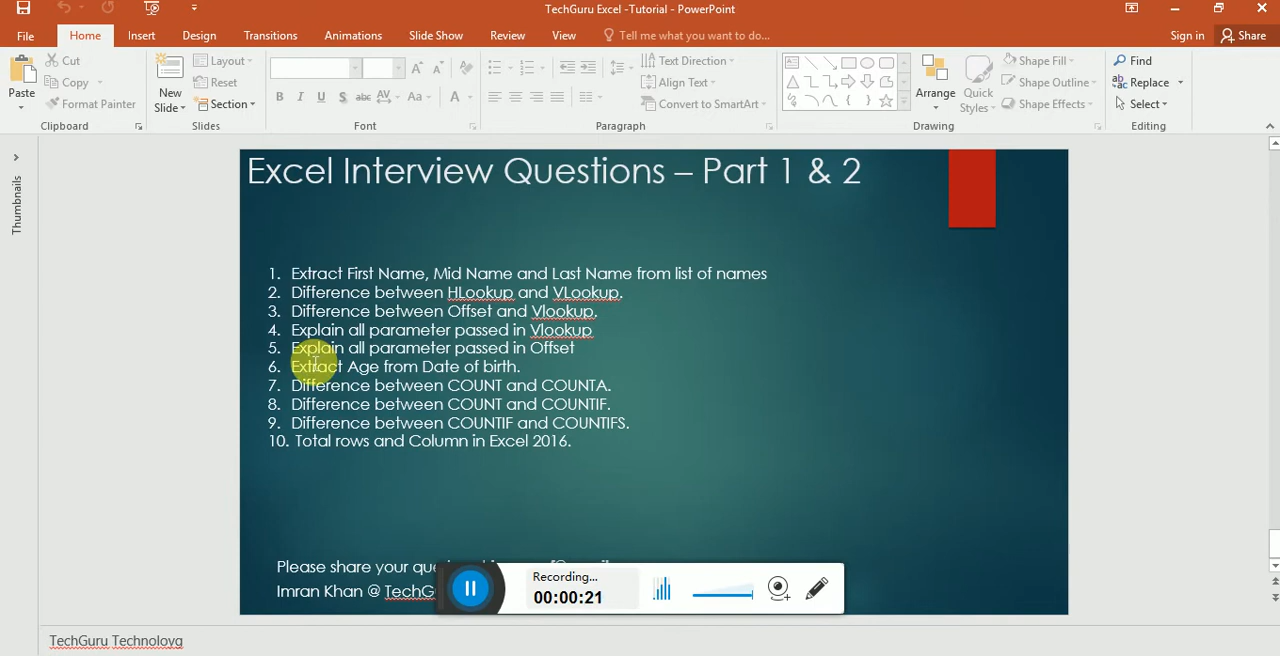 TechGuru Excel -Tutorial - PowerPoint
File Home Insert Design Transitions Animations Slide Show Review View Tell me what you want to do... Sign in Share
Cut
Copy
Format Painter
Paste
Clipboard
New
Slide
Layout
Reset
Section
Slides
B I U S abc AV Aa A
Font
Text Direction
Align Text
Convert to SmartArt
Paragraph
Arrange
Quick
Styles
Shape Fill
Shape Outline
Shape Effects
Drawing
Find
Replace
Select
Editing
Thumbnails
Excel Interview Questions – Part 1 & 2
1. Extract First Name, Mid Name and Last Name from list of names
2. Difference between HLookup and VLookup.
3. Difference between Offset and Vlookup.
4. Explain all parameter passed in Vlookup
5. Explain all parameter passed in Offset
6. Extract Age from Date of birth.
7. Difference between COUNT and COUNTA.
8. Difference between COUNT and COUNTIF.
9. Difference between COUNTIF and COUNTIFS.
10. Total rows and Column in Excel 2016.
Please share your
Imran Khan @
Recording...
00:00:21
TechGuru Technoloyg